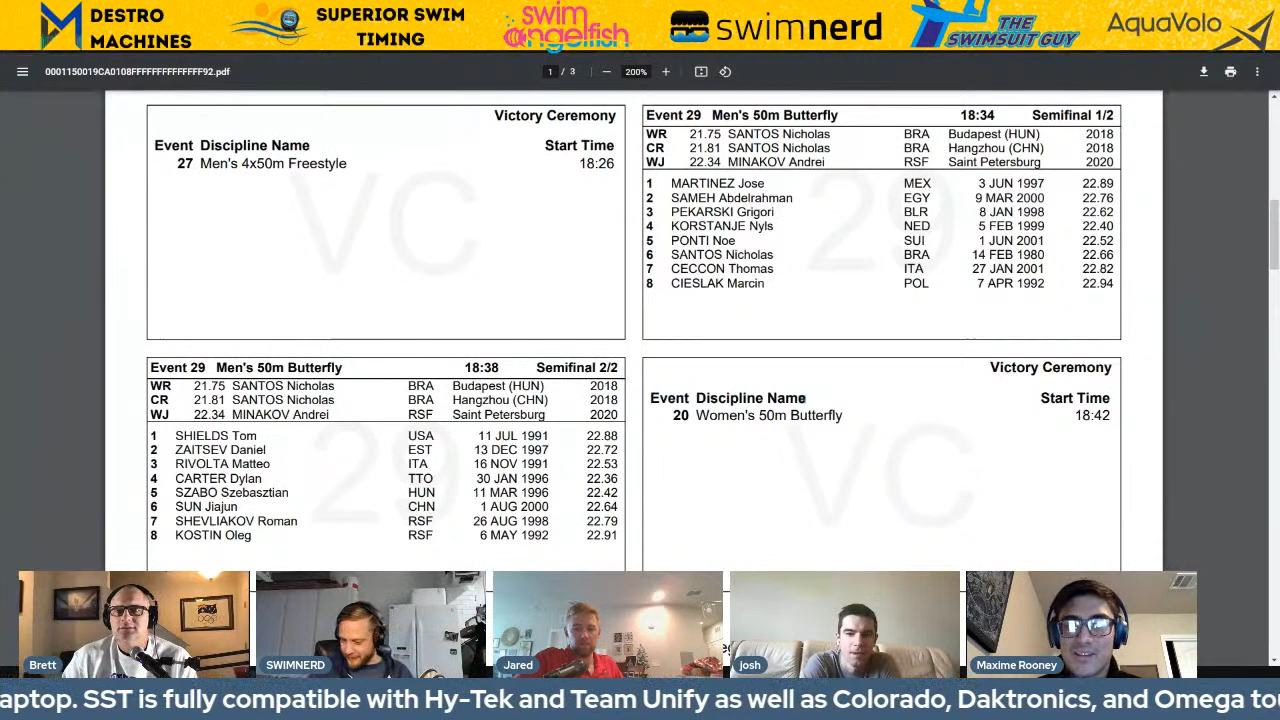 DESTRO
MACHINES
SUPERIOR SWIM
TIMING
swim
angelfish
swimnerd
THE
SWIMSUIT GUY
AquaVolo
0001150019CA0108FFFFFFFFFFFFFF92.pdf
1 / 3
200%
Victory Ceremony
Event Discipline Name Start Time
27 Men's 4x50m Freestyle 18:26
VC
Event 29 Men's 50m Butterfly 18:34 Semifinal 1/2
WR 21.75 SANTOS Nicholas BRA Budapest (HUN) 2018
CR 21.81 SANTOS Nicholas BRA Hangzhou (CHN) 2018
WJ 22.34 MINAKOV Andrei RSF Saint Petersburg 2020
1 MARTINEZ Jose MEX 3 JUN 1997 22.89
2 SAMEH Abdelrahman EGY 9 MAR 2000 22.76
3 PEKARSKI Grigori BLR 8 JAN 1998 22.62
4 KORSTANJE Nyls NED 5 FEB 1999 22.40
5 PONTI Noe SUI 1 JUN 2001 22.52
6 SANTOS Nicholas BRA 14 FEB 1980 22.66
7 CECCON Thomas ITA 27 JAN 2001 22.82
8 CIESLAK Marcin POL 7 APR 1992 22.94
29
Event 29 Men's 50m Butterfly 18:38 Semifinal 2/2
WR 21.75 SANTOS Nicholas BRA Budapest (HUN) 2018
CR 21.81 SANTOS Nicholas BRA Hangzhou (CHN) 2018
WJ 22.34 MINAKOV Andrei RSF Saint Petersburg 2020
1 SHIELDS Tom USA 11 JUL 1991 22.88
2 ZAITSEV Daniel EST 13 DEC 1997 22.72
3 RIVOLTA Matteo ITA 16 NOV 1991 22.53
4 CARTER Dylan TTO 30 JAN 1996 22.36
5 SZABO Szebasztian HUN 11 MAR 1996 22.42
6 SUN Jiajun CHN 1 AUG 2000 22.64
7 SHEVLIAKOV Roman RSF 26 AUG 1998 22.79
8 KOSTIN Oleg RSF 6 MAY 1992 22.91
29
Victory Ceremony
Event Discipline Name Start Time
20 Women's 50m Butterfly 18:42
VC
Brett
SWIMNERD
Jared
josh
Maxime Rooney
aptop. SST is fully compatible with Hy-Tek and Team Unify as well as Colorado, Daktronics, and Omega to